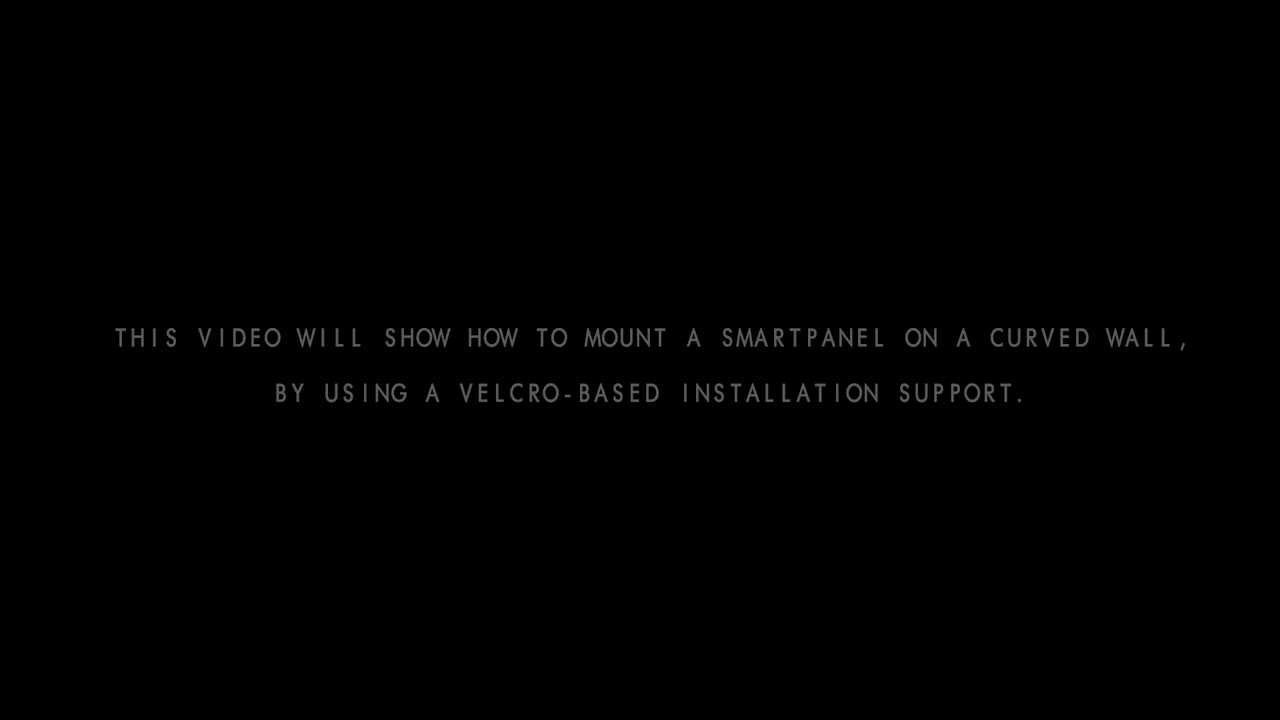 THIS VIDEO WILL SHOW HOW TO MOUNT A SMARTPANEL ON A CURVED WALL,
BY USING A VELCRO-BASED INSTALLATION SUPPORT.